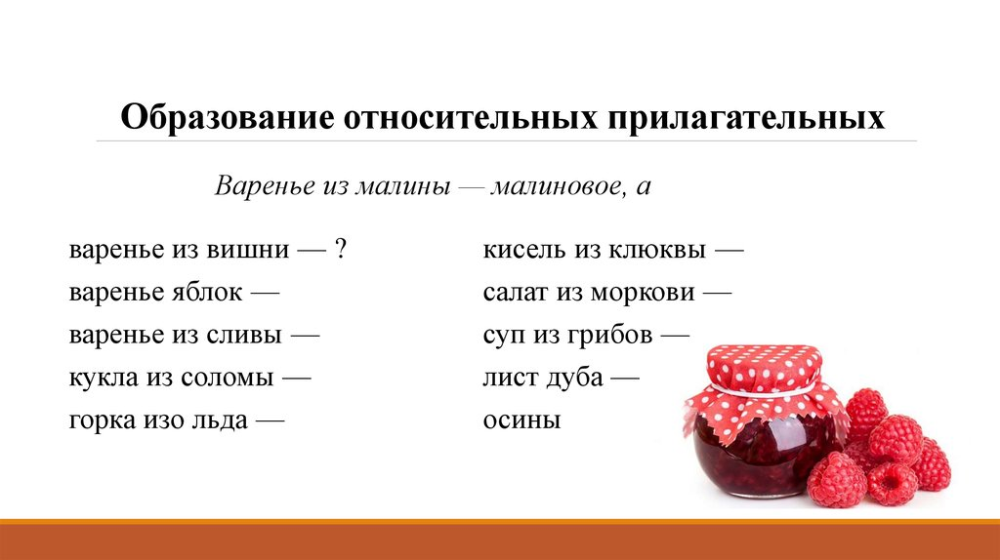 Образование относительных прилагательных
Варенье из малины — малиновое, а
варенье из вишни — ?
варенье яблок —
варенье из сливы —
кукла из соломы —
горка изо льда —
кисель из клюквы —
салат из моркови —
суп из грибов —
лист дуба —
осины